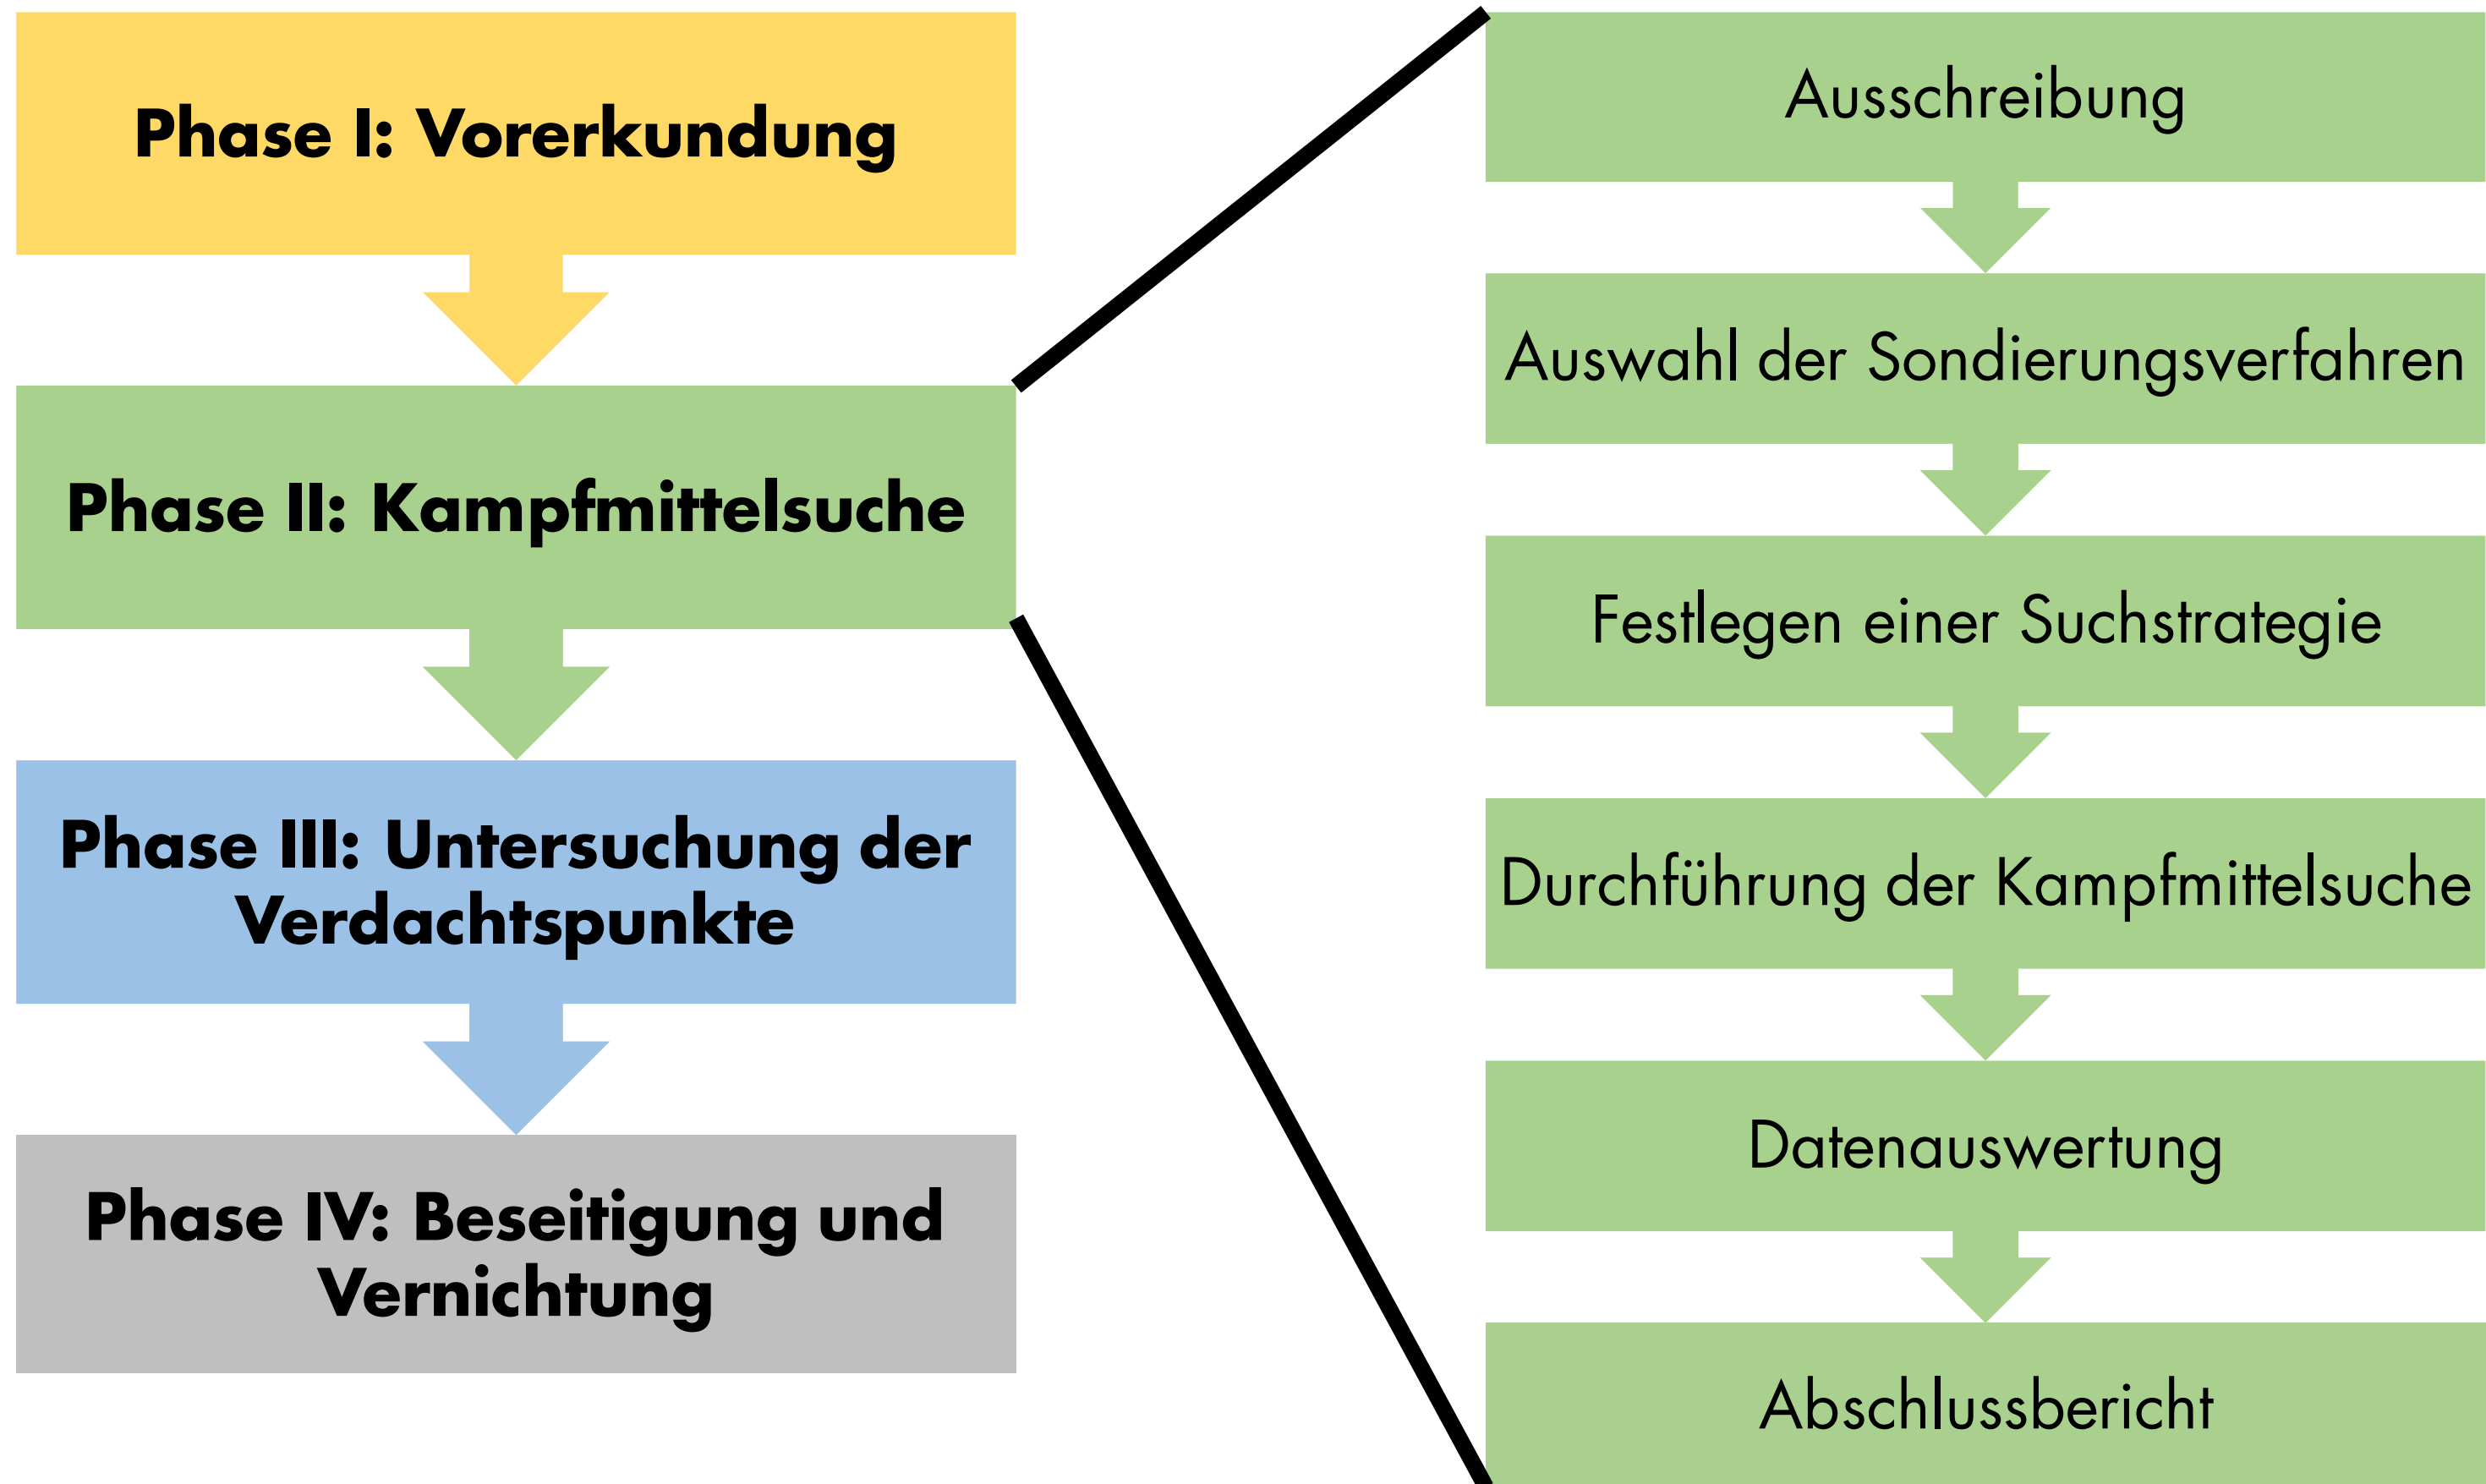 Phase I: Vorerkundung
Phase II: Kampfmittelsuche
Phase III: Untersuchung der
Verdachtspunkte
Phase IV: Beseitigung und
Vernichtung
Ausschreibung
Auswahl der Sondierungsverfahren
Festlegen einer Suchstrategie
Durchführung der Kampfmittelsuche
Datenauswertung
Abschlussbericht